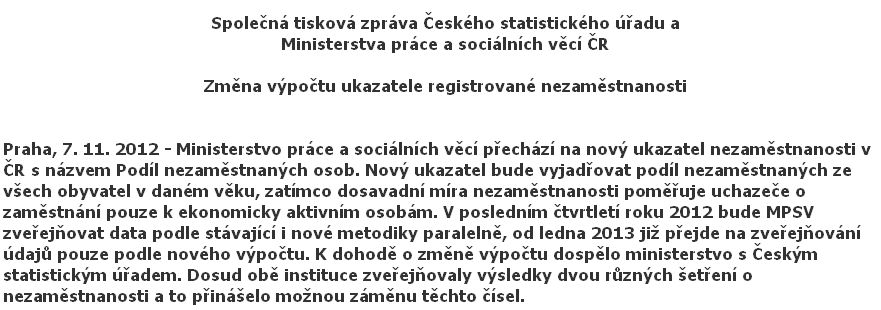 Společná tisková zpráva Českého statistického úřadu a
Ministerstva práce a sociálních věcí ČR
Změna výpočtu ukazatele registrované nezaměstnanosti
Praha, 7. 11. 2012 - Ministerstvo práce a sociálních věcí přechází na nový ukazatel nezaměstnanosti v
ČR s názvem Podíl nezaměstnaných osob. Nový ukazatel bude vyjadřovat podíl nezaměstnaných ze
všech obyvatel v daném věku, zatímco dosavadní míra nezaměstnanosti poměřuje uchazeče o
zaměstnání pouze k ekonomicky aktivním osobám. V posledním čtvrtletí roku 2012 bude MPSV
zveřejňovat data podle stávající i nové metodiky paralelně, od ledna 2013 již přejde na zveřejňování
údajů pouze podle nového výpočtu. K dohodě o změně výpočtu dospělo ministerstvo s Českým
statistickým úřadem. Dosud obě instituce zveřejňovaly výsledky dvou různých šetření o
nezaměstnanosti a to přinášelo možnou záměnu těchto čísel.